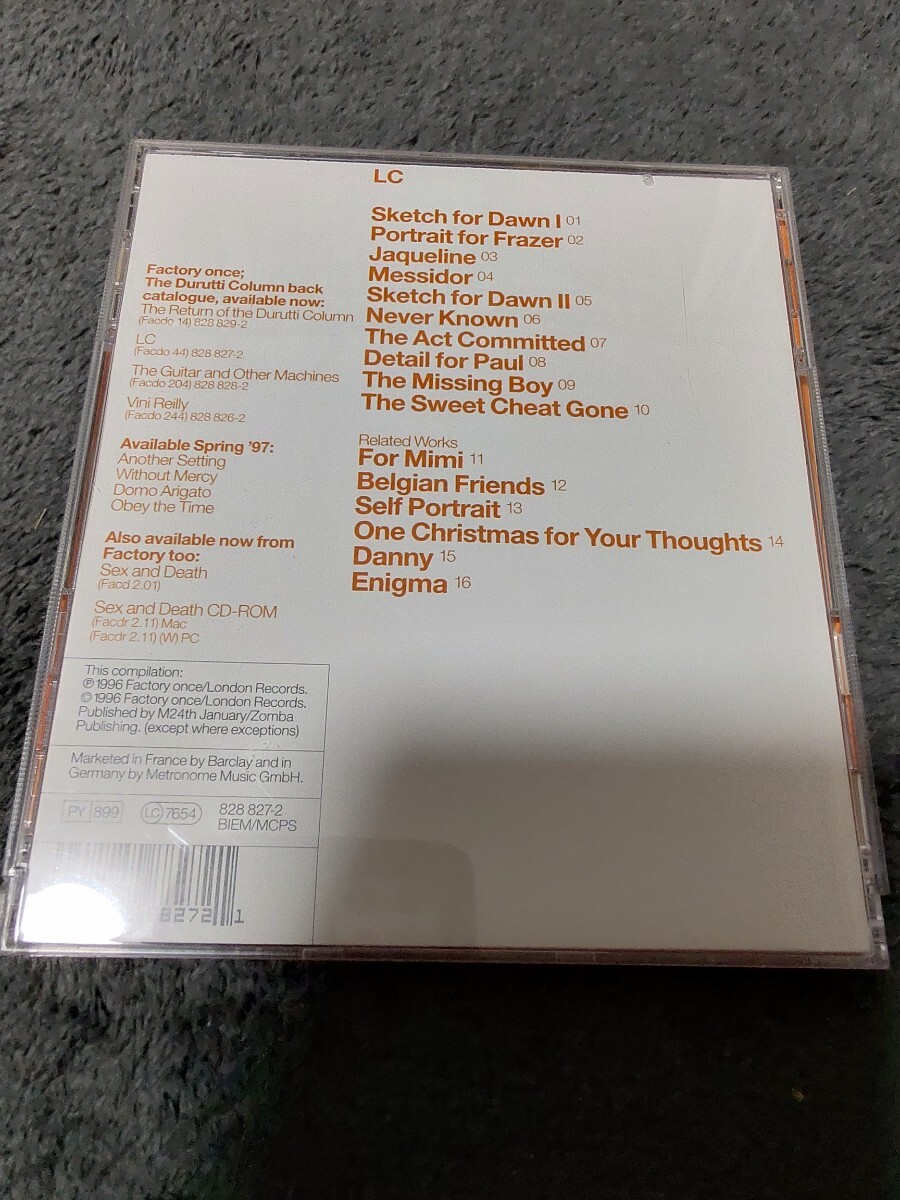 LC
Sketch for Dawn I 01
Portrait for Frazer 02
Jaqueline 03
Messidor 04
Sketch for Dawn II 05
Never Known 06
The Act Committed 07
Detail for Paul 08
The Missing Boy 09
The Sweet Cheat Gone 10
Related Works
For Mimi 11
Belgian Friends 12
Self Portrait 13
One Christmas for Your Thoughts 14
Danny 15
Enigma 16
Factory once;
The Durutti Column back
catalogue, available now:
The Return of the Durutti Column
(Facdo 14) 828 829-2
LC
(Facdo 44) 828 827-2
The Guitar and Other Machines
(Facdo 204) 828 828-2
Vini Reilly
(Facdo 244) 828 826-2
Available Spring '97:
Another Setting
Without Mercy
Domo Arigato
Obey the Time
Also available now from
Factory too:
Sex and Death
(Facd 2.01)
Sex and Death CD-ROM
(Facdr 2.11) Mac
(Facdr 2.11) (W) PC
This compilation:
℗ 1996 Factory once/London Records.
© 1996 Factory once/London Records.
Published by M24th January/Zomba
Publishing. (except where exceptions)
Marketed in France by Barclay and in
Germany by Metronome Music GmbH.
PY 899
LC 7654
828 827-2
BIEM/MCPS
8272 1